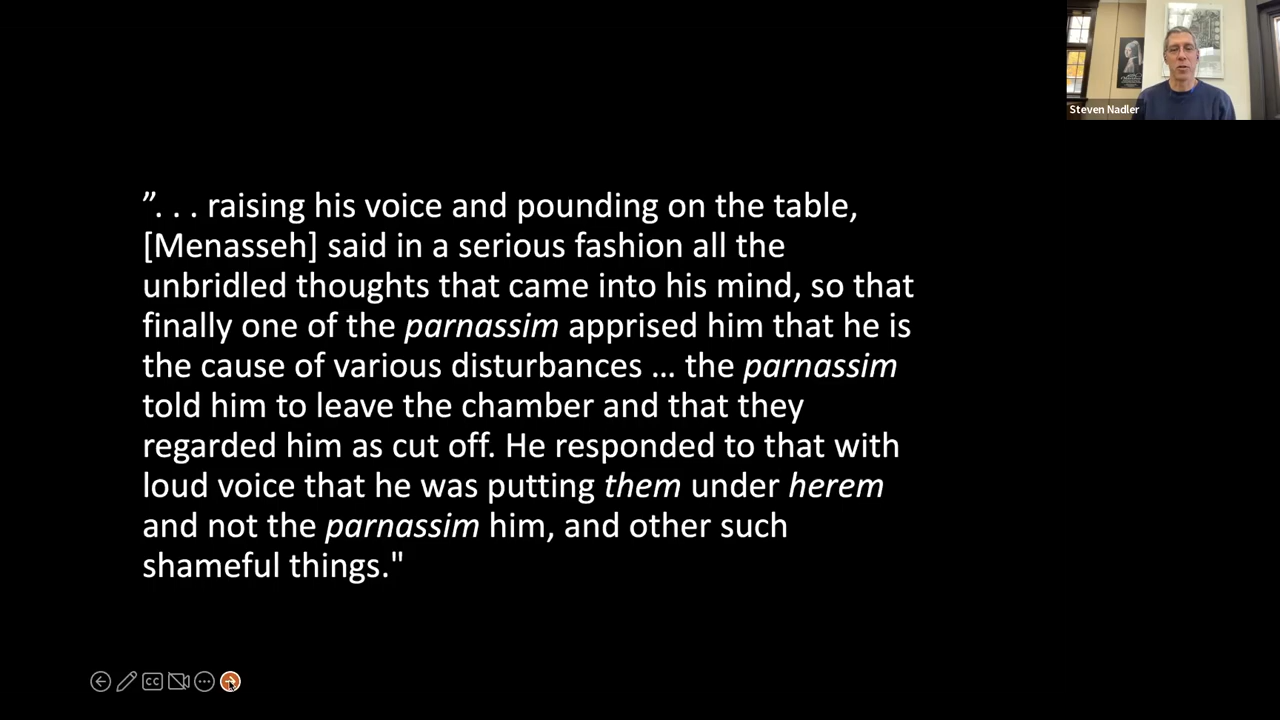 Steven Nadler
”. . . raising his voice and pounding on the table,
[Menasseh] said in a serious fashion all the
unbridled thoughts that came into his mind, so that
finally one of the parnassim apprised him that he is
the cause of various disturbances … the parnassim
told him to leave the chamber and that they
regarded him as cut off. He responded to that with
loud voice that he was putting them under herem
and not the parnassim him, and other such
shameful things."
CC